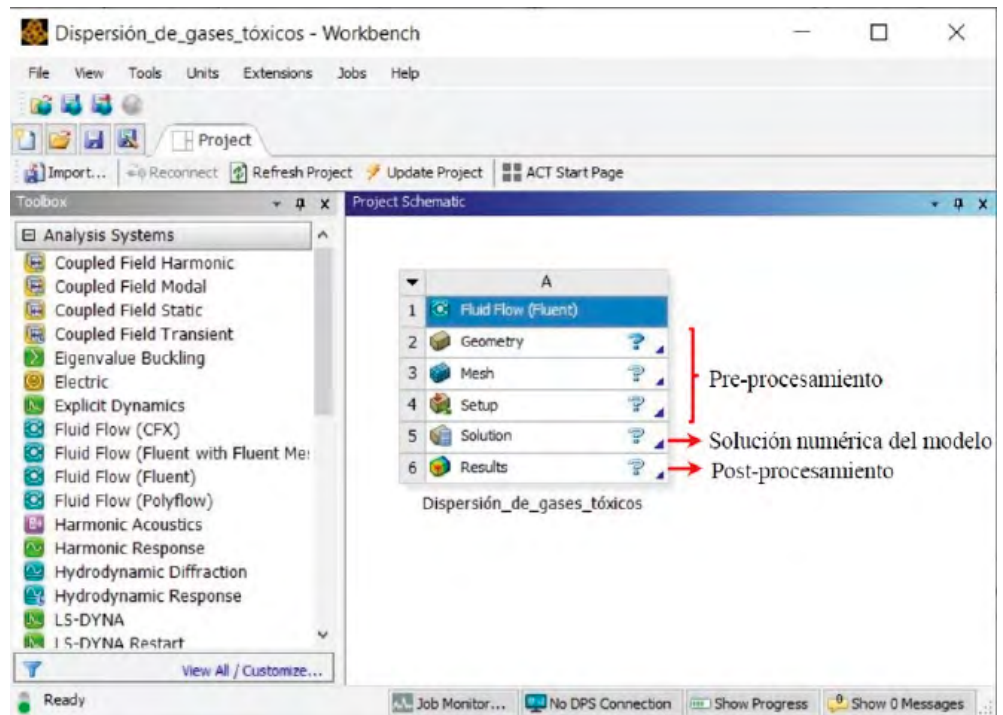 Dispersión_de_gases_tóxicos - Workbench
File View Tools Units Extensions Jobs Help
Project
Import... Reconnect Refresh Project Update Project ACT Start Page
Toolbox
Project Schematic
Analysis Systems
Coupled Field Harmonic
Coupled Field Modal
Coupled Field Static
Coupled Field Transient
Eigenvalue Buckling
Electric
Explicit Dynamics
Fluid Flow (CFX)
Fluid Flow (Fluent with Fluent Me
Fluid Flow (Fluent)
Fluid Flow (Polyflow)
Harmonic Acoustics
Harmonic Response
Hydrodynamic Diffraction
Hydrodynamic Response
LS-DYNA
LS-DYNA Restart
View All / Customize...
A
1 Fluid Flow (Fluent)
2 Geometry ?
3 Mesh ?
4 Setup ?
5 Solution ?
6 Results ?
Dispersión_de_gases_tóxicos
Pre-procesamiento
Solución numérica del modelo
Post-procesamiento
Ready
Job Monitor... No DPS Connection Show Progress Show 0 Messages